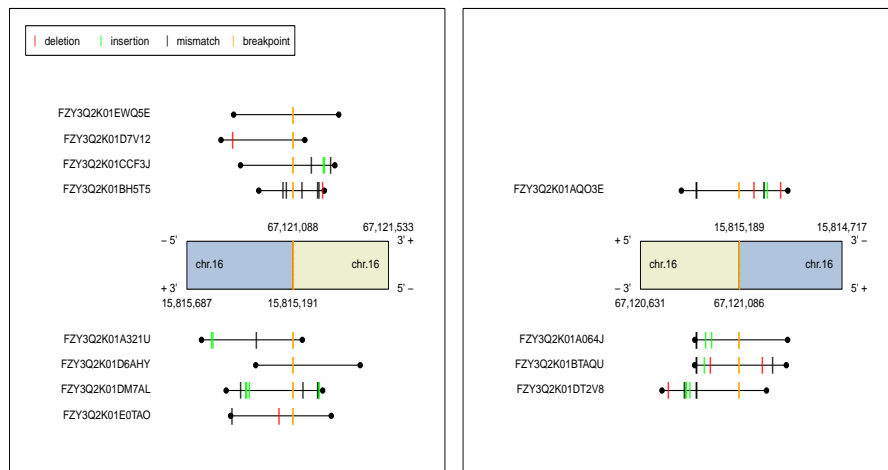 deletion insertion mismatch breakpoint
FZY3Q2K01EWQ5E
FZY3Q2K01D7V12
FZY3Q2K01CCF3J
FZY3Q2K01BH5T5
67,121,088 67,121,533
– 5' 3' +
chr.16 chr.16
+ 3' 5' –
15,815,687 15,815,191
FZY3Q2K01A321U
FZY3Q2K01D6AHY
FZY3Q2K01DM7AL
FZY3Q2K01E0TAO
FZY3Q2K01AQO3E
15,815,189 15,814,717
+ 5' 3' –
chr.16 chr.16
– 3' 5' +
67,120,631 67,121,086
FZY3Q2K01A064J
FZY3Q2K01BTAQU
FZY3Q2K01DT2V8